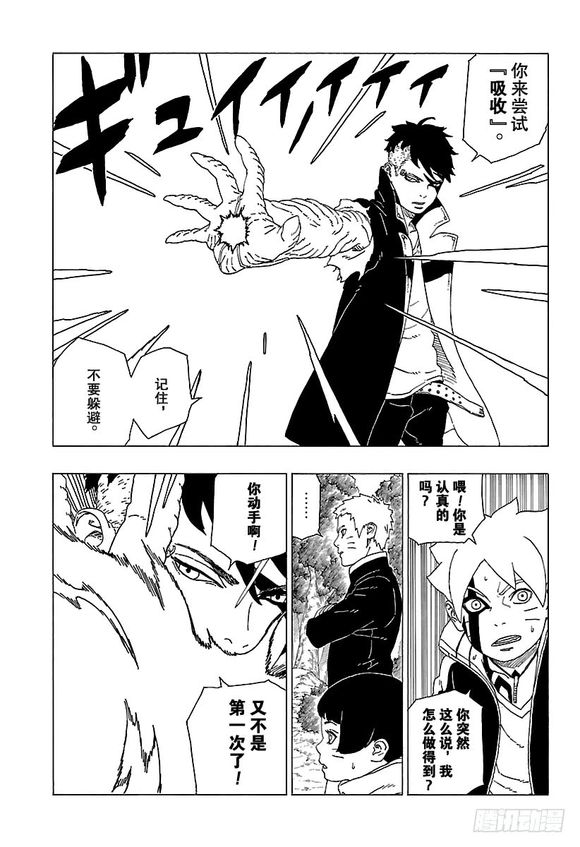 你来尝试
『吸收』。
ギュイイイイィィ
记住，
不要躲避。
喂！你是
认真的
吗？
你突然
这么说，我
怎么做得到？
……
你动手啊！
又不是
第一次了！
腾讯动漫